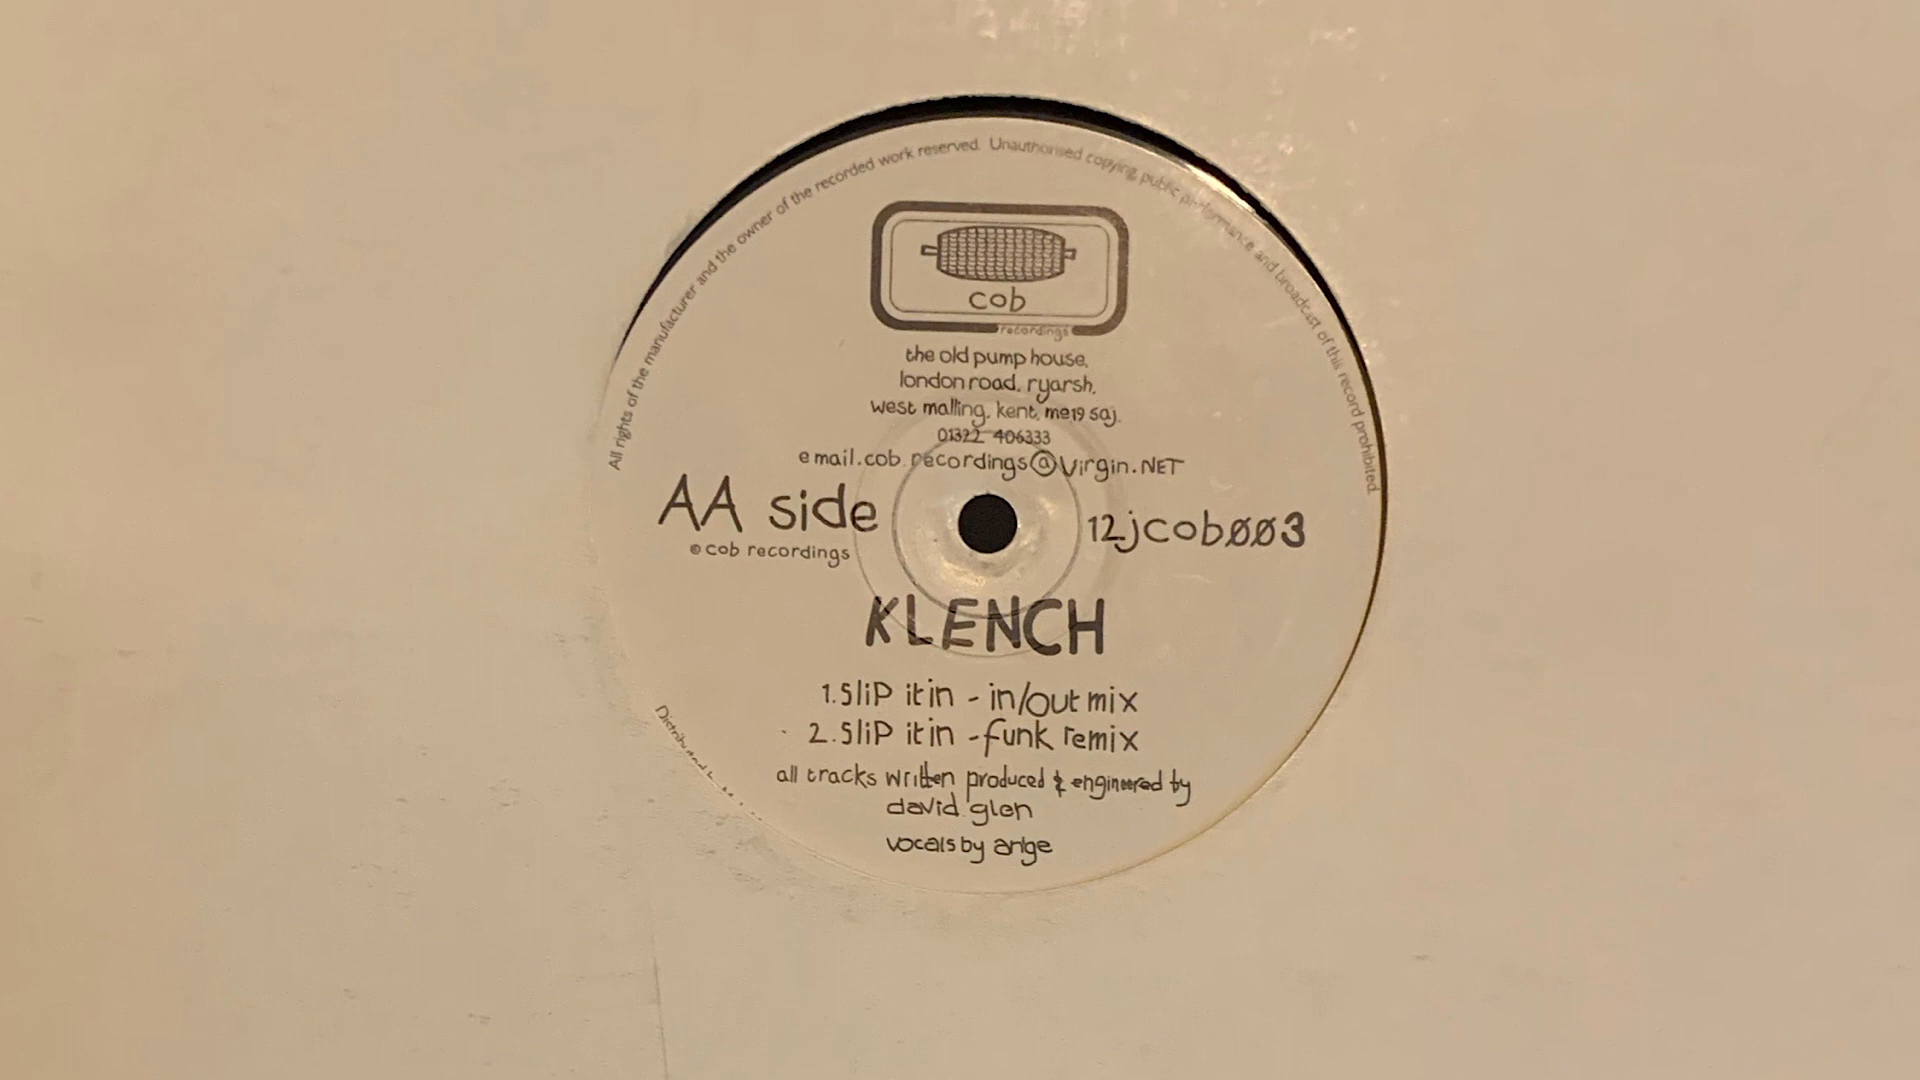 All rights of the manufacturer and the owner of the recorded work reserved. Unauthorised copying, public performance and broadcast of this record prohibited.
cob
recordings
the old pump house,
london road, ryarsh,
west malling, kent, me19 5aj.
01322 406333
email.cob.recordings@Virgin.NET
AA side
12jcobØØ3
© cob recordings
KLENCH
1.SliP it in - in/out mix
2.SliP it in - funk remix
all tracks written produced & engineered by
david glen
vocals by ange
Distributed